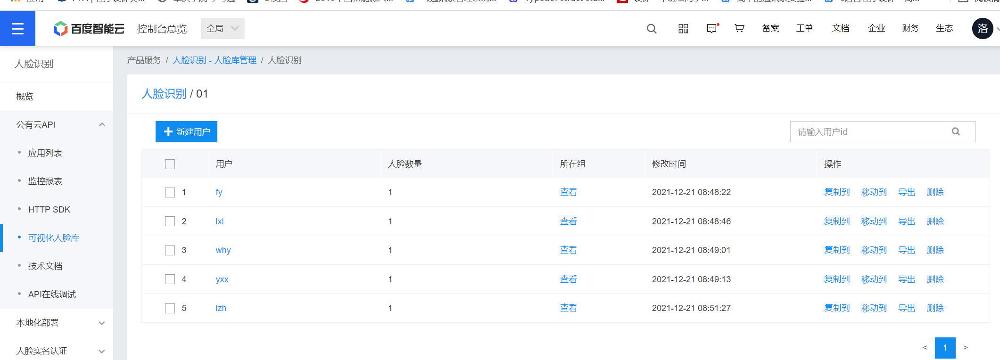 百度智能云 控制台总览 全局 备案 工单 文档 企业 财务 生态 洛
人脸识别
概览
公有云API
应用列表
监控报表
HTTP SDK
可视化人脸库
技术文档
API在线调试
本地化部署
人脸实名认证
产品服务 / 人脸识别 - 人脸库管理 / 人脸识别
人脸识别 / 01
新建用户 请输入用户id
用户 人脸数量 所在组 修改时间 操作
1 fy 1 查看 2021-12-21 08:48:22 复制到 移动到 导出 删除
2 lxl 1 查看 2021-12-21 08:48:46 复制到 移动到 导出 删除
3 why 1 查看 2021-12-21 08:49:01 复制到 移动到 导出 删除
4 yxx 1 查看 2021-12-21 08:49:13 复制到 移动到 导出 删除
5 lzh 1 查看 2021-12-21 08:51:27 复制到 移动到 导出 删除
< 1 >